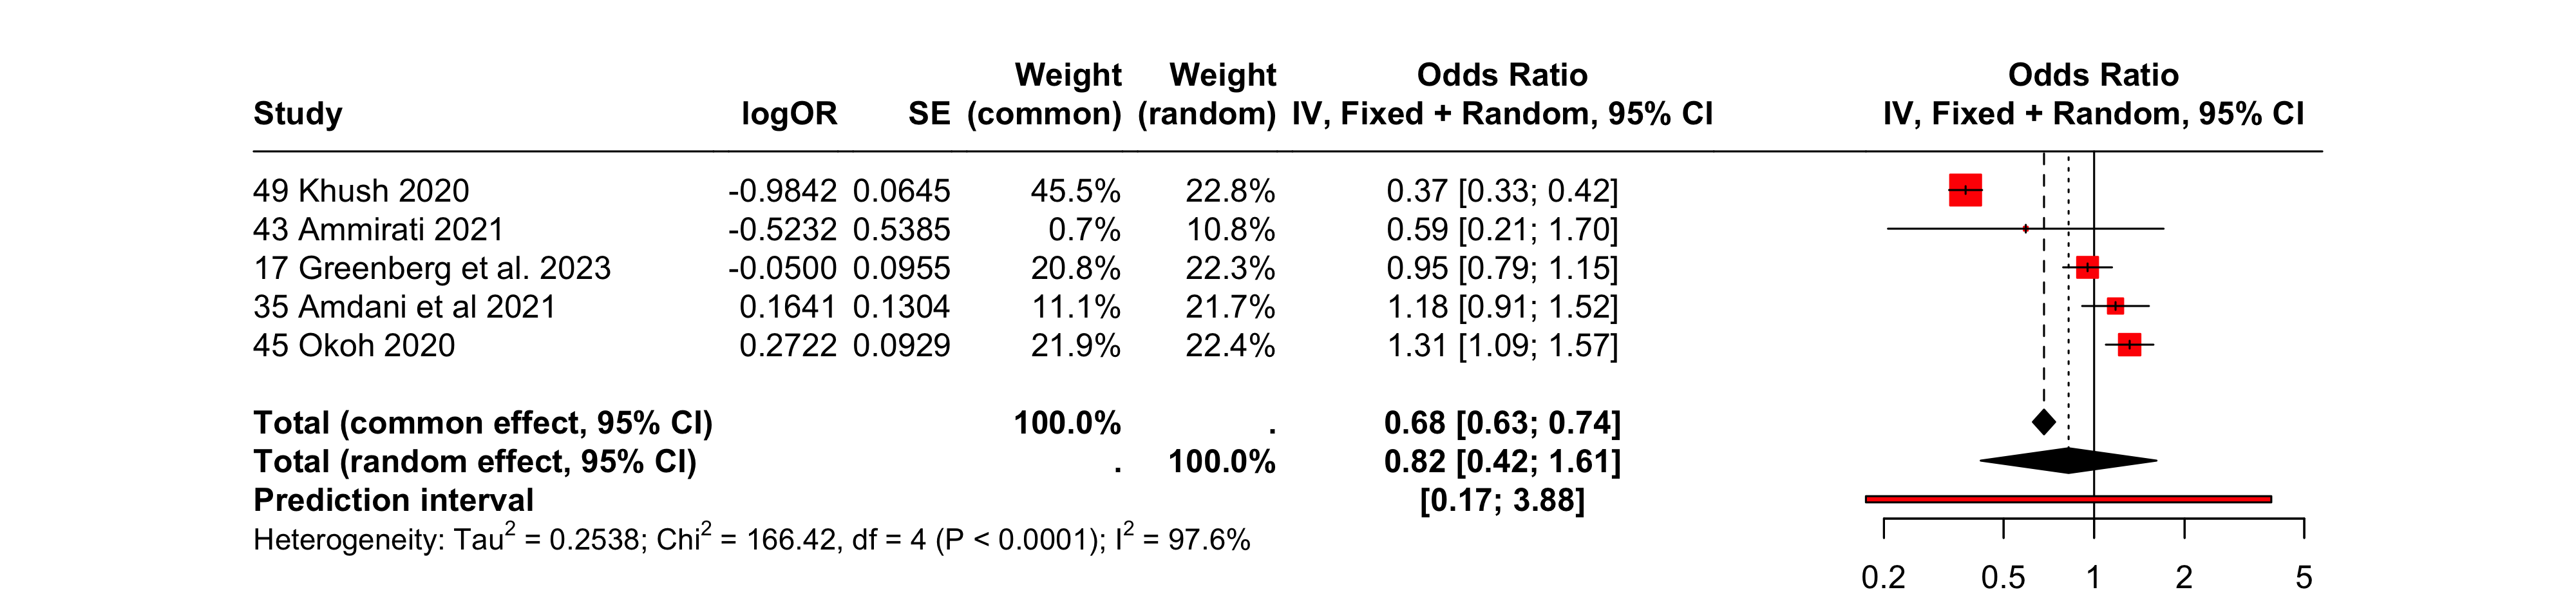 Weight Weight Odds Ratio Odds Ratio
Study logOR SE (common) (random) IV, Fixed + Random, 95% CI IV, Fixed + Random, 95% CI
49 Khush 2020 -0.9842 0.0645 45.5% 22.8% 0.37 [0.33; 0.42]
43 Ammirati 2021 -0.5232 0.5385 0.7% 10.8% 0.59 [0.21; 1.70]
17 Greenberg et al. 2023 -0.0500 0.0955 20.8% 22.3% 0.95 [0.79; 1.15]
35 Amdani et al 2021 0.1641 0.1304 11.1% 21.7% 1.18 [0.91; 1.52]
45 Okoh 2020 0.2722 0.0929 21.9% 22.4% 1.31 [1.09; 1.57]
Total (common effect, 95% CI) 100.0% . 0.68 [0.63; 0.74]
Total (random effect, 95% CI) . 100.0% 0.82 [0.42; 1.61]
Prediction interval [0.17; 3.88]
Heterogeneity: Tau² = 0.2538; Chi² = 166.42, df = 4 (P < 0.0001); I² = 97.6%
0.2 0.5 1 2 5